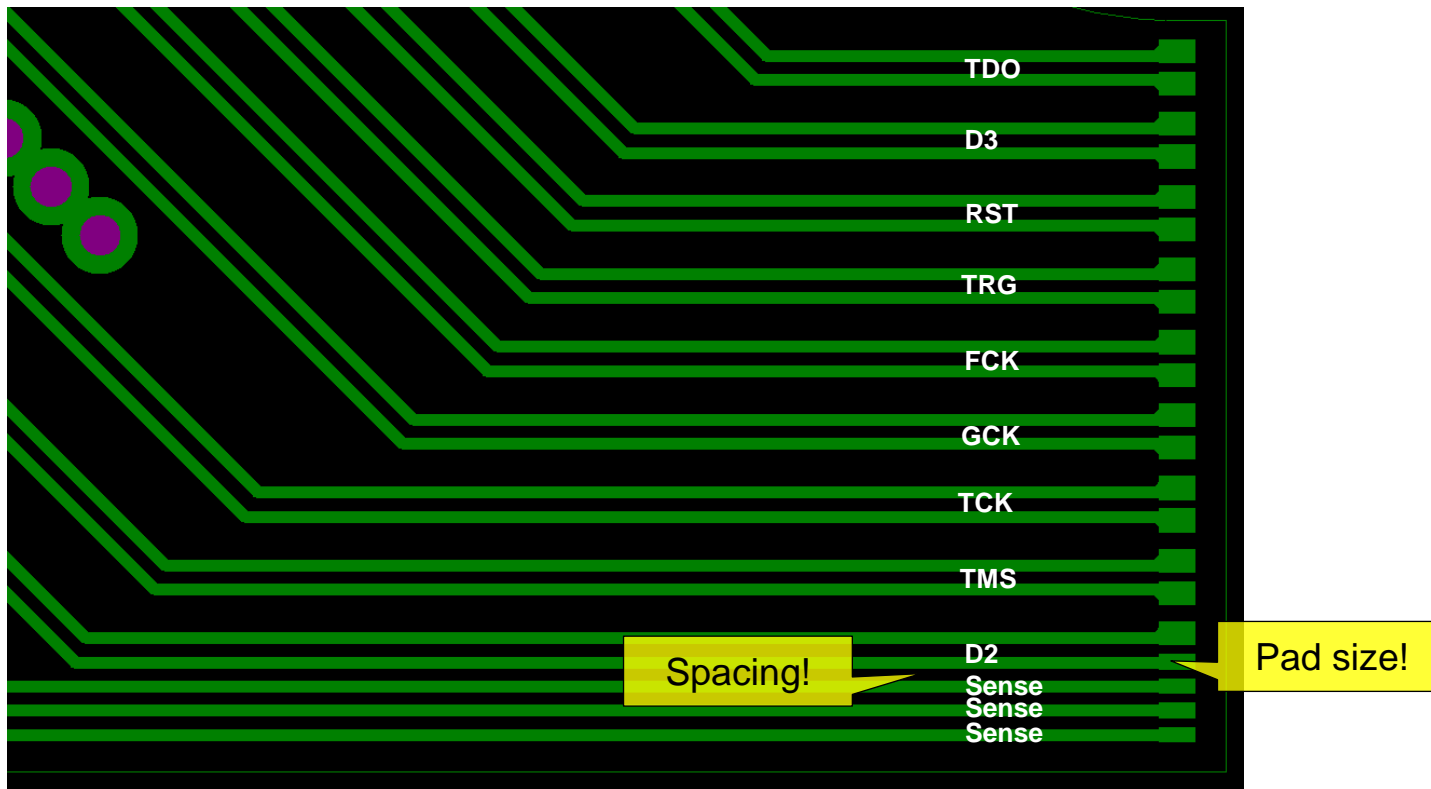 TDO
D3
RST
TRG
FCK
GCK
TCK
TMS
D2
Spacing!
Pad size!
Sense
Sense
Sense